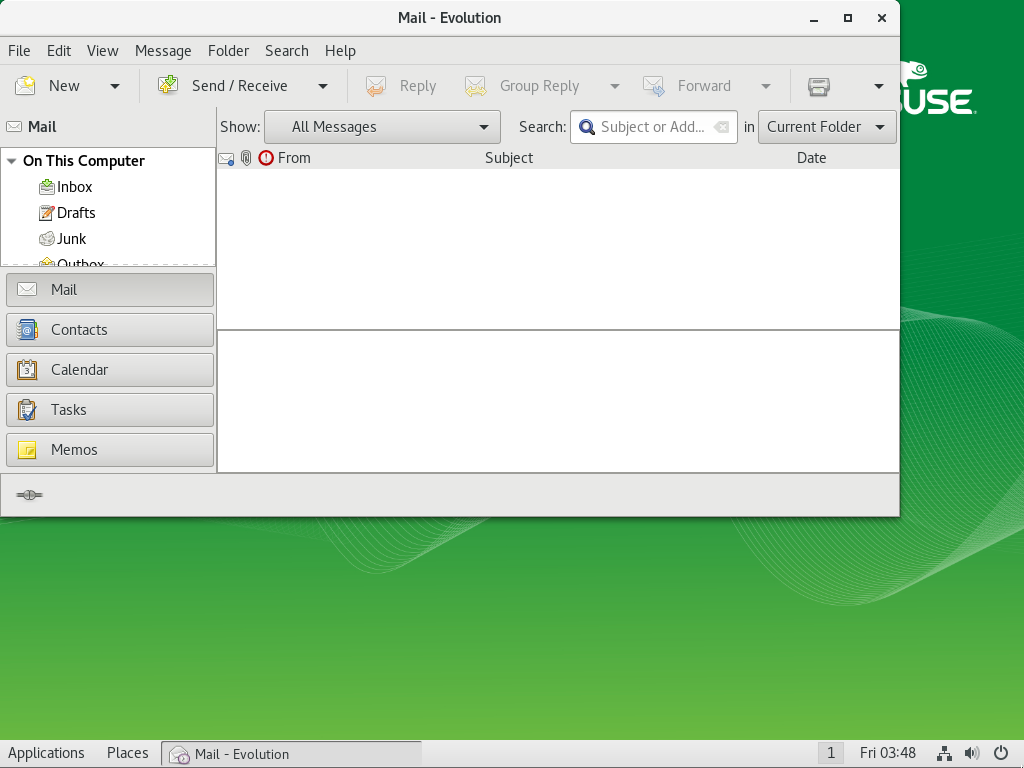 Mail - Evolution
File Edit View Message Folder Search Help
New Send / Receive Reply Group Reply Forward
Mail Show: All Messages Search: Subject or Add... in Current Folder
From Subject Date
On This Computer
Inbox
Drafts
Junk
Outbox
Mail
Contacts
3 Calendar
Tasks
Memos
USE
Applications Places Mail - Evolution 1 Fri 03:48